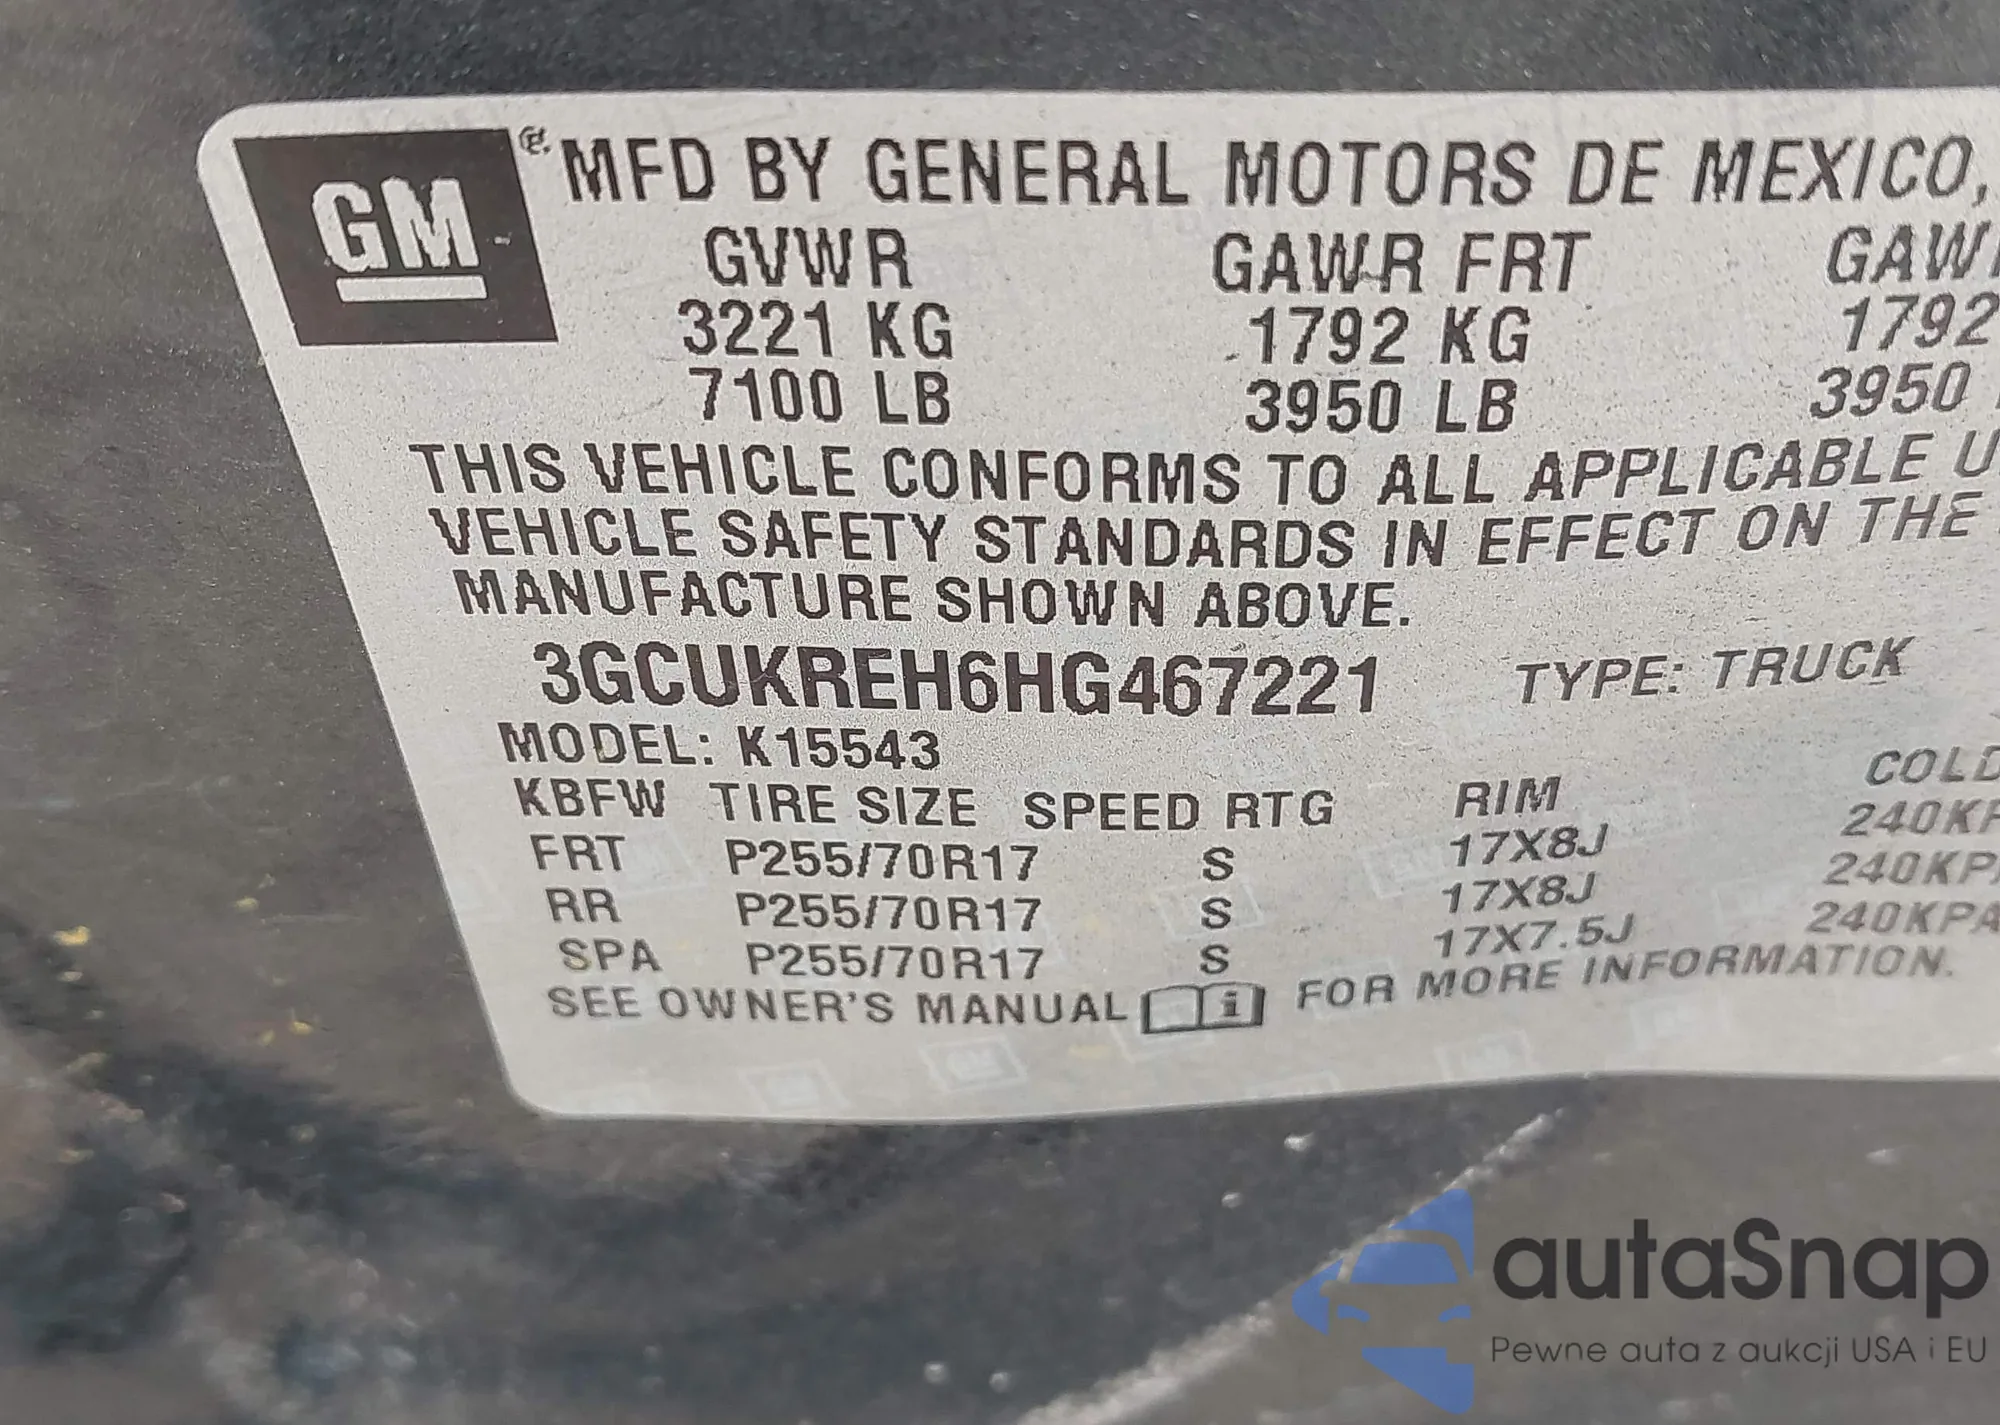 GM MFD BY GENERAL MOTORS DE MEXICO,
GVWR GAWR FRT
3221 KG 1792 KG 1792
7100 LB 3950 LB 3950
THIS VEHICLE CONFORMS TO ALL APPLICABLE
VEHICLE SAFETY STANDARDS IN EFFECT ON THE
MANUFACTURE SHOWN ABOVE.
3GCUKREH6HG467221 TYPE: TRUCK
MODEL: K15543
KBFW TIRE SIZE SPEED RTG RIM COLD
FRT P255/70R17 S 17X8J 240KP
RR P255/70R17 S 17X8J 240KP
SPA P255/70R17 S 17X7.5J 240KPA
SEE OWNER'S MANUAL i FOR MORE INFORMATION.
autaSnap
Pewne auta z aukcji USA i EU